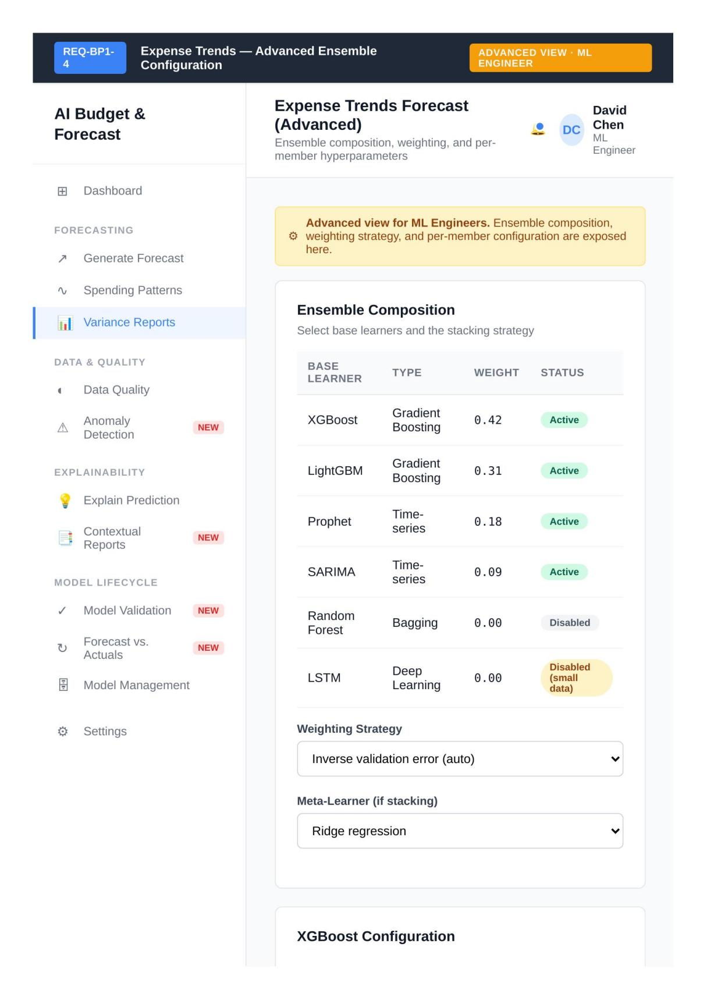 REQ-BP1-
4
Expense Trends — Advanced Ensemble
Configuration
ADVANCED VIEW · ML
ENGINEER
AI Budget &
Forecast
Dashboard
FORECASTING
Generate Forecast
Spending Patterns
Variance Reports
DATA & QUALITY
Data Quality
Anomaly
Detection
NEW
EXPLAINABILITY
Explain Prediction
Contextual
Reports
NEW
MODEL LIFECYCLE
Model Validation
NEW
Forecast vs.
Actuals
NEW
Model Management
Settings
Expense Trends Forecast
(Advanced)
Ensemble composition, weighting, and per-
member hyperparameters
DC
David
Chen
ML
Engineer
Advanced view for ML Engineers. Ensemble composition,
weighting strategy, and per-member configuration are exposed
here.
Ensemble Composition
Select base learners and the stacking strategy
BASE
LEARNER
TYPE
WEIGHT
STATUS
XGBoost
Gradient
Boosting
0.42
Active
LightGBM
Gradient
Boosting
0.31
Active
Prophet
Time-
series
0.18
Active
SARIMA
Time-
series
0.09
Active
Random
Forest
Bagging
0.00
Disabled
LSTM
Deep
Learning
0.00
Disabled
(small
data)
Weighting Strategy
Inverse validation error (auto)
Meta-Learner (if stacking)
Ridge regression
XGBoost Configuration